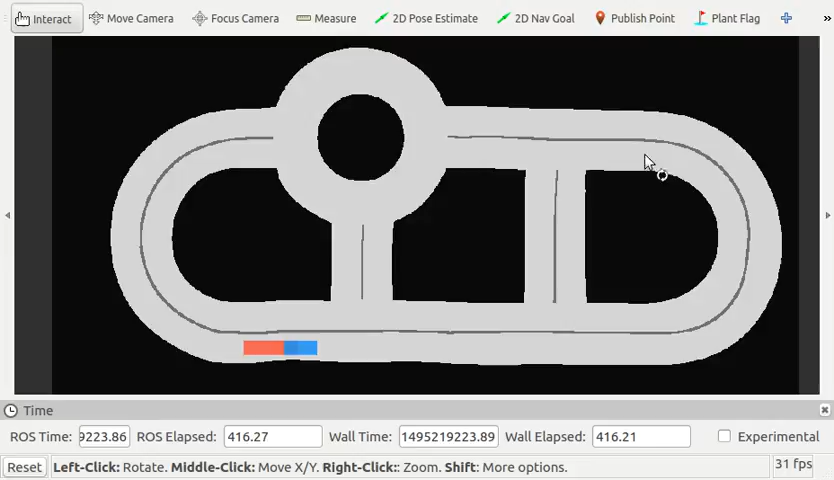 Interact Move Camera Focus Camera Measure 2D Pose Estimate 2D Nav Goal Publish Point Plant Flag »
Time
ROS Time: 9223.86 ROS Elapsed: 416.27 Wall Time: 1495219223.89 Wall Elapsed: 416.21 Experimental
Reset Left-Click: Rotate. Middle-Click: Move X/Y. Right-Click:: Zoom. Shift: More options. 31 fps